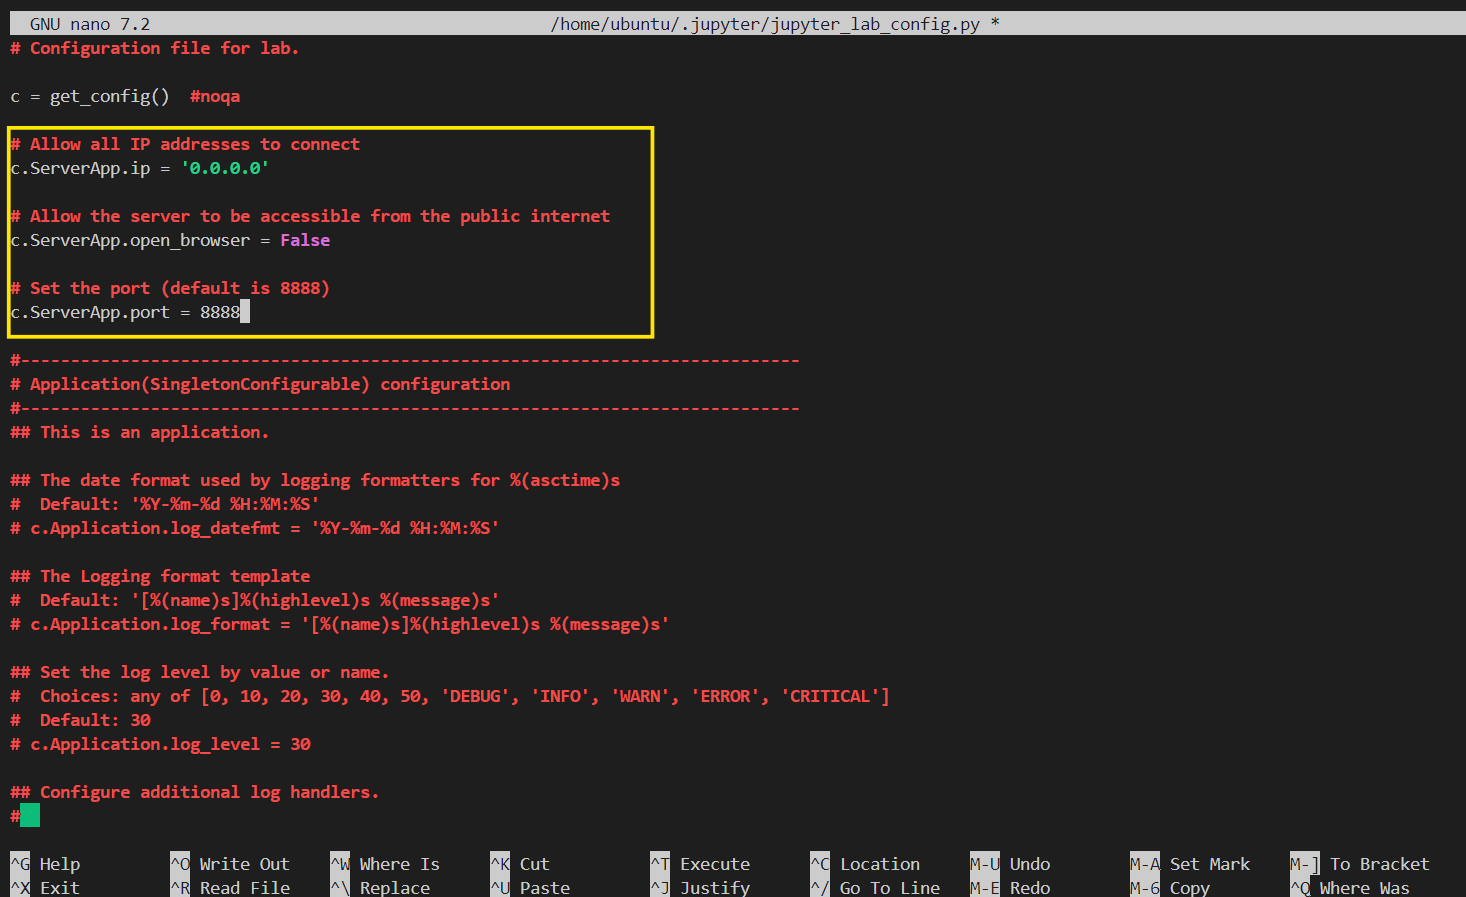 GNU nano 7.2 /home/ubuntu/.jupyter/jupyter_lab_config.py *
# Configuration file for lab.
c = get_config()  #noqa
# Allow all IP addresses to connect
c.ServerApp.ip = '0.0.0.0'
# Allow the server to be accessible from the public internet
c.ServerApp.open_browser = False
# Set the port (default is 8888)
c.ServerApp.port = 8888
#------------------------------------------------------------------------------
# Application(SingletonConfigurable) configuration
#------------------------------------------------------------------------------
## This is an application.
## The date format used by logging formatters for %(asctime)s
#  Default: '%Y-%m-%d %H:%M:%S'
# c.Application.log_datefmt = '%Y-%m-%d %H:%M:%S'
## The Logging format template
#  Default: '[%(name)s]%(highlevel)s %(message)s'
# c.Application.log_format = '[%(name)s]%(highlevel)s %(message)s'
## Set the log level by value or name.
#  Choices: any of [0, 10, 20, 30, 40, 50, 'DEBUG', 'INFO', 'WARN', 'ERROR', 'CRITICAL']
#  Default: 30
# c.Application.log_level = 30
## Configure additional log handlers.
#
^G Help ^O Write Out ^W Where Is ^K Cut ^T Execute ^C Location M-U Undo M-A Set Mark M-] To Bracket
^X Exit ^R Read File ^\ Replace ^U Paste ^J Justify ^/ Go To Line M-E Redo M-6 Copy ^Q Where Was